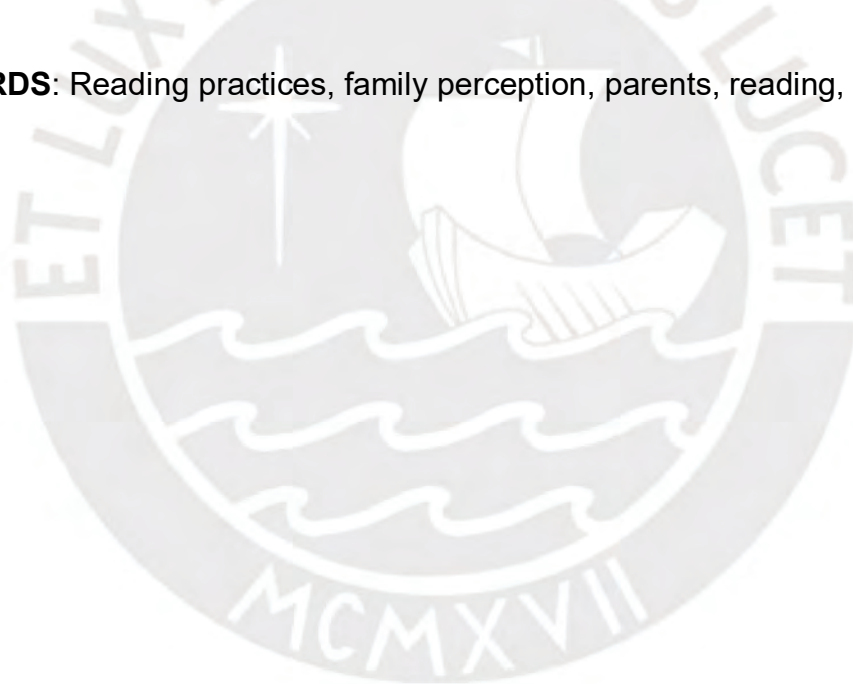 RDS: Reading practices, family perception, parents, reading,
ET LUX
LUCET
MCMXVII